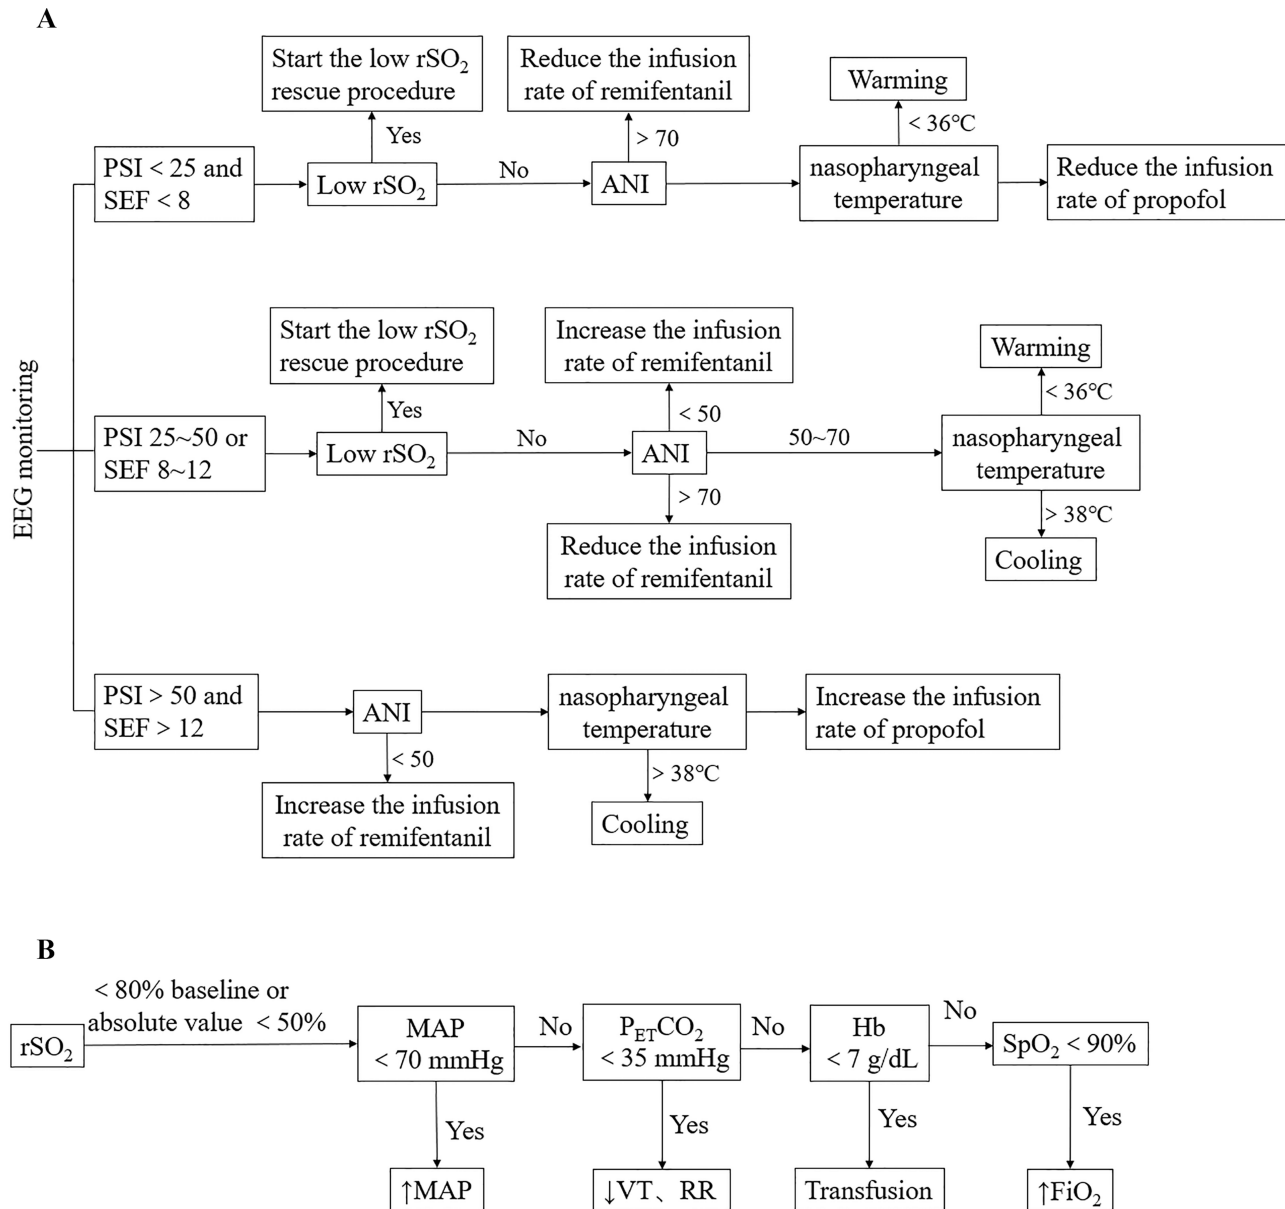 A
Start the low rSO₂
rescue procedure
Reduce the infusion
rate of remifentanil
Warming
Yes
> 70
< 36℃
PSI < 25 and
SEF < 8
Low rSO₂
No
ANI
nasopharyngeal
temperature
Reduce the infusion
rate of propofol
EEG monitoring
Start the low rSO₂
rescue procedure
Increase the infusion
rate of remifentanil
Warming
Yes
< 50
< 36℃
PSI 25~50 or
SEF 8~12
Low rSO₂
No
ANI
50~70
nasopharyngeal
temperature
> 70
> 38℃
Reduce the infusion
rate of remifentanil
Cooling
PSI > 50 and
SEF > 12
ANI
nasopharyngeal
temperature
Increase the infusion
rate of propofol
< 50
> 38℃
Increase the infusion
rate of remifentanil
Cooling
B
rSO₂
< 80% baseline or
absolute value < 50%
MAP
< 70 mmHg
No
PETCO₂
< 35 mmHg
No
Hb
< 7 g/dL
No
SpO₂ < 90%
Yes
Yes
Yes
Yes
↑MAP
↓VT、RR
Transfusion
↑FiO₂